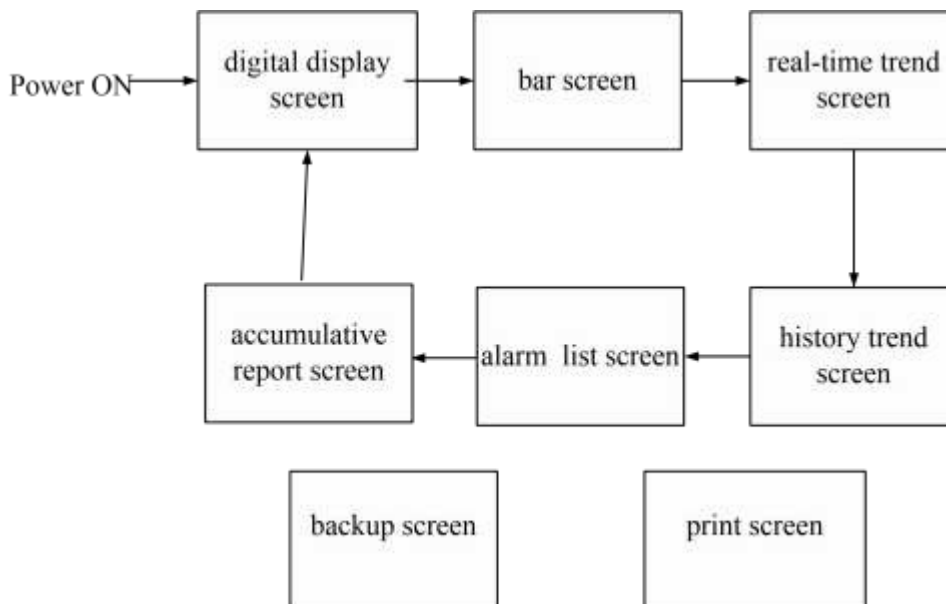 Power ON
digital display
screen
bar screen
real-time trend
screen
accumulative
report screen
alarm list screen
history trend
screen
backup screen
print screen